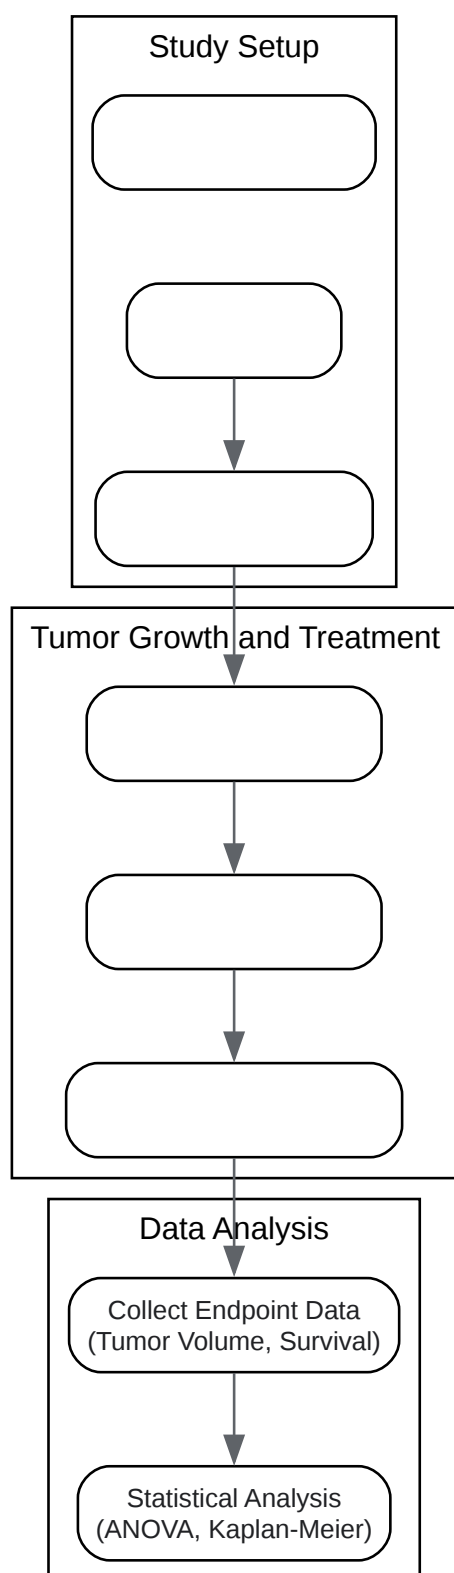 Study Setup
Tumor Growth and Treatment
Data Analysis
Collect Endpoint Data
(Tumor Volume, Survival)
Statistical Analysis
(ANOVA, Kaplan-Meier)